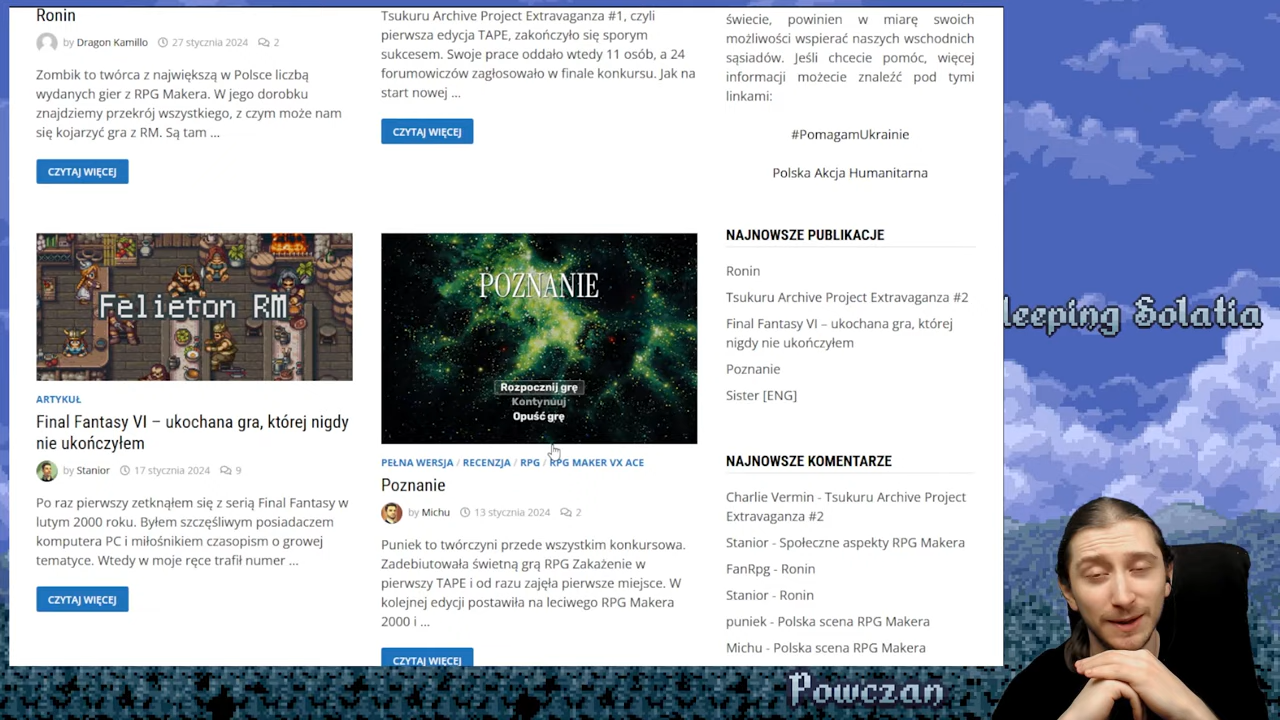 Ronin
by Dragon Kamillo 27 stycznia 2024 2
Zombik to twórca z największą w Polsce liczbą
wydanych gier z RPG Makera. W jego dorobku
znajdziemy przekrój wszystkiego, z czym może nam
się kojarzyć gra z RM. Są tam ...
CZYTAJ WIĘCEJ
Tsukuru Archive Project Extravaganza #1, czyli
pierwsza edycja TAPE, zakończyło się sporym
sukcesem. Swoje prace oddało wtedy 11 osób, a 24
forumowiczów zagłosowało w finale konkursu. Jak na
start nowej ...
CZYTAJ WIĘCEJ
Felieton RM
ARTYKUŁ
Final Fantasy VI – ukochana gra, której nigdy
nie ukończyłem
by Stanior 17 stycznia 2024 9
Po raz pierwszy zetknąłem się z serią Final Fantasy w
lutym 2000 roku. Byłem szczęśliwym posiadaczem
komputera PC i miłośnikiem czasopism o growej
tematyce. Wtedy w moje ręce trafił numer ...
CZYTAJ WIĘCEJ
POZNANIE
Rozpocznij grę
Kontynuuj
Opuść grę
PEŁNA WERSJA / RECENZJA / RPG / RPG MAKER VX ACE
Poznanie
by Michu 13 stycznia 2024 2
Puniek to twórczyni przede wszystkim konkursowa.
Zadebiutowała świetną grą RPG Zakażenie w
pierwszy TAPE i od razu zajęła pierwsze miejsce. W
kolejnej edycji postawiła na leciwego RPG Makera
2000 i ...
CZYTAJ WIĘCEJ
świecie, powinien w miarę swoich
możliwości wspierać naszych wschodnich
sąsiadów. Jeśli chcecie pomóc, więcej
informacji możecie znaleźć pod tymi
linkami:
#PomagamUkrainie
Polska Akcja Humanitarna
NAJNOWSZE PUBLIKACJE
Ronin
Tsukuru Archive Project Extravaganza #2
Final Fantasy VI – ukochana gra, której
nigdy nie ukończyłem
Poznanie
Sister [ENG]
NAJNOWSZE KOMENTARZE
Charlie Vermin - Tsukuru Archive Project
Extravaganza #2
Stanior - Społeczne aspekty RPG Makera
FanRpg - Ronin
Stanior - Ronin
puniek - Polska scena RPG Makera
Michu - Polska scena RPG Makera
leeping Solatia
Powczan